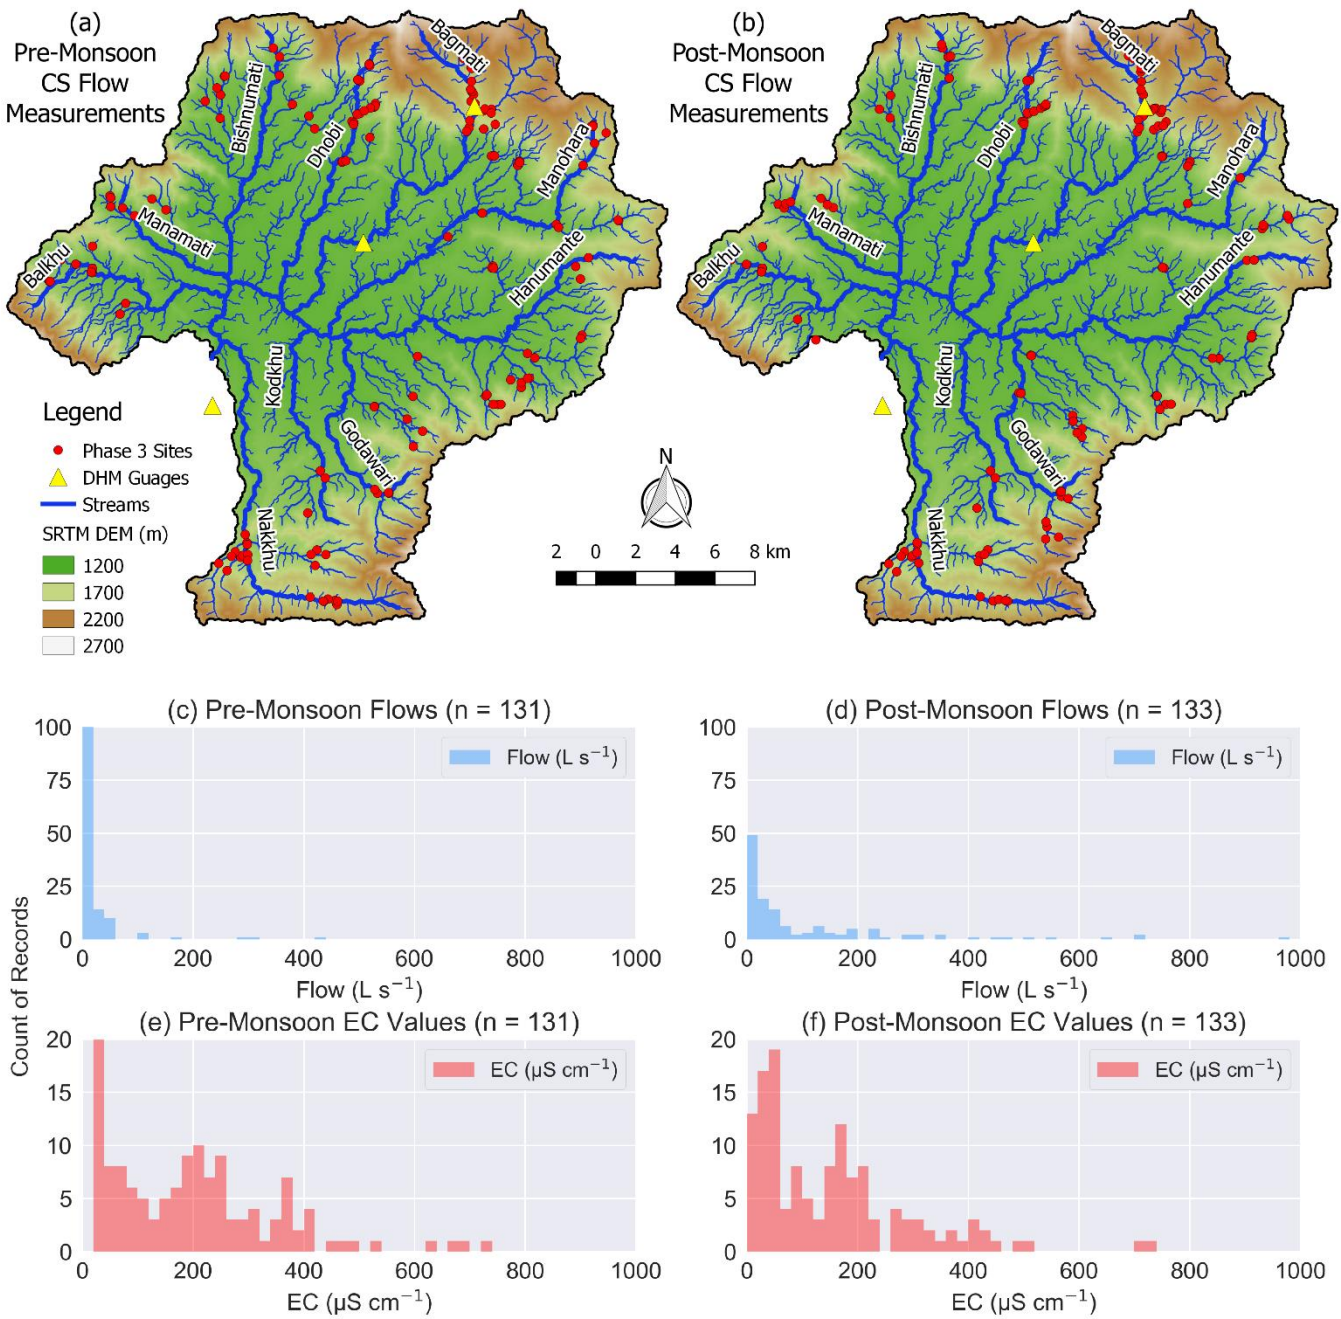 (a)
Pre-Monsoon
CS Flow
Measurements
Bishnumati
Dhobi
Bagmati
Manohara
Manamati
Balkhu
Hanumante
Kodkhu
Godawari
Nakkhu
Legend
Phase 3 Sites
DHM Guages
Streams
SRTM DEM (m)
1200
1700
2200
2700
N
2 0 2 4 6 8 km
(b)
Post-Monsoon
CS Flow
Measurements
Bishnumati
Dhobi
Bagmati
Manohara
Manamati
Balkhu
Hanumante
Kodkhu
Godawari
Nakkhu
Count of Records
(c) Pre-Monsoon Flows (n = 131)
Flow (L s⁻¹)
100
75
50
25
0
0 200 400 600 800 1000
Flow (L s⁻¹)
(d) Post-Monsoon Flows (n = 133)
Flow (L s⁻¹)
100
75
50
25
0
0 200 400 600 800 1000
Flow (L s⁻¹)
(e) Pre-Monsoon EC Values (n = 131)
EC (µS cm⁻¹)
20
15
10
5
0
0 200 400 600 800 1000
EC (µS cm⁻¹)
(f) Post-Monsoon EC Values (n = 133)
EC (µS cm⁻¹)
20
15
10
5
0
0 200 400 600 800 1000
EC (µS cm⁻¹)